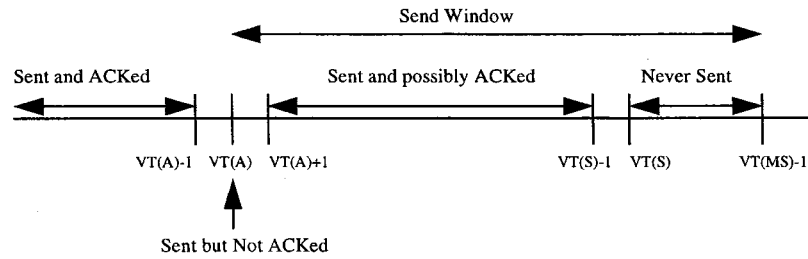 Send Window
Sent and ACKed
Sent and possibly ACKed
Never Sent
VT(A)-1
VT(A)
VT(A)+1
VT(S)-1
VT(S)
VT(MS)-1
Sent but Not ACKed